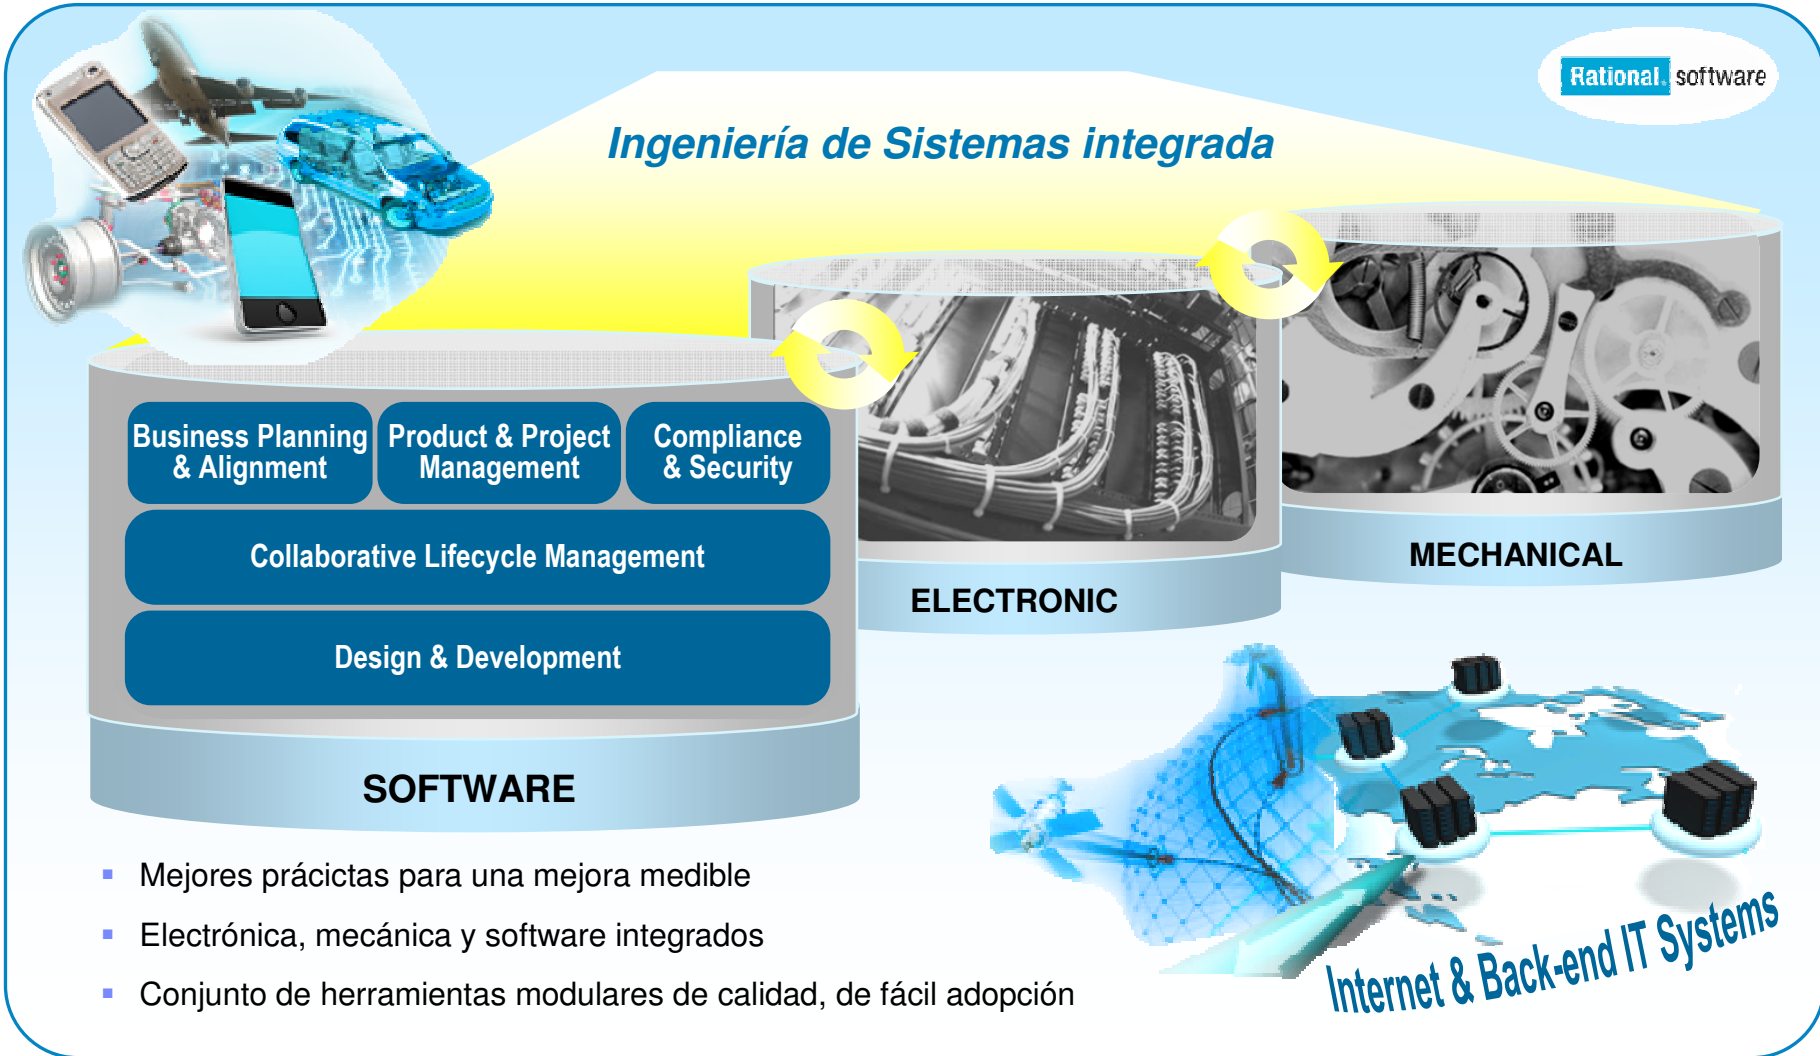 Rational. software
Ingeniería de Sistemas integrada
Business Planning
& Alignment
Product & Project
Management
Compliance
& Security
Collaborative Lifecycle Management
Design & Development
SOFTWARE
ELECTRONIC
MECHANICAL
Mejores prácictas para una mejora medible
Electrónica, mecánica y software integrados
Conjunto de herramientas modulares de calidad, de fácil adopción
Internet & Back-end IT Systems